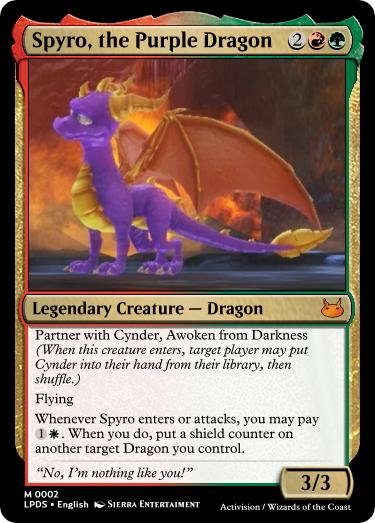 Spyro, the Purple Dragon 2
Legendary Creature — Dragon
Partner with Cynder, Awoken from Darkness
(When this creature enters, target player may put
Cynder into their hand from their library, then
shuffle.)
Flying
Whenever Spyro enters or attacks, you may pay
1. When you do, put a shield counter on
another target Dragon you control.
“No, I’m nothing like you!”
3/3
M 0002
LPDS • English Sierra Entertaiment
Activision / Wizards of the Coast